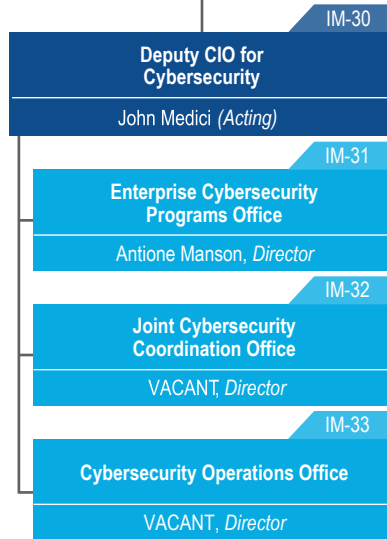 IM-30
Deputy CIO for
Cybersecurity
John Medici (Acting)
IM-31
Enterprise Cybersecurity
Programs Office
Antione Manson, Director
IM-32
Joint Cybersecurity
Coordination Office
VACANT, Director
IM-33
Cybersecurity Operations Office
VACANT, Director